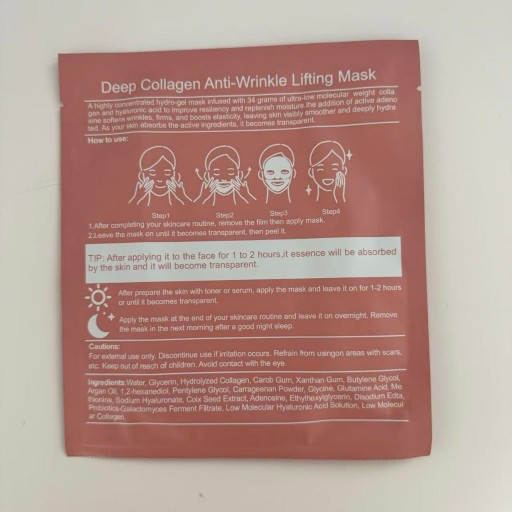 Deep Collagen Anti-Wrinkle Lifting Mask
A highly concentrated hydro-gel mask infused with 34 grams of ultra-low molecular weight colla
gen and hyaluronic acid to improve resiliency and replenish moisture.the addition of active adeno
sine softens wrinkles, firms, and boosts elasticity, leaving skin visibly smoother and deeply hydra
ted. As your skin absorbs the active ingredients, it becomes transparent.
How to use:
Step1 Step2 Step3 Step4
1.After completing your skincare routine, remove the film then apply mask.
2.Leave the mask on until it becomes transparent, then peel it.
TIP: After applying it to the face for 1 to 2 hours,it essence will be absorbed
by the skin and it will become transparent.
After prepare the skin with toner or serum, apply the mask and leave it on for 1-2 hours
or until it becomes transparent.
Apply the mask at the end of your skincare routine and leave it on overnight. Remove
the mask in the next morning after a good night sleep.
Cautions:
For external use only. Discontinue use if irritation occurs. Refrain from usingon areas with scars,
etc. Keep out of reach of children. Avoid contact with the eye.
Ingredients:Water, Glycerin, Hydrolyzed Collagen, Carob Gum, Xanthan Gum, Butylene Glycol,
Argan Oil, 1,2-hexanediol, Pentylene Glycol, Carrageenan Powder, Glycine, Glutamine Acid, Me
thionine, Sodium Hyaluronate, Coix Seed Extract, Adenosine, Ethylhexylglycerin, Disodium Edta,
Prebiotics-Galactomyces Ferment Filtrate, Low Molecular Hyaluronic Acid Solution, Low Molecul
ar Collagen.